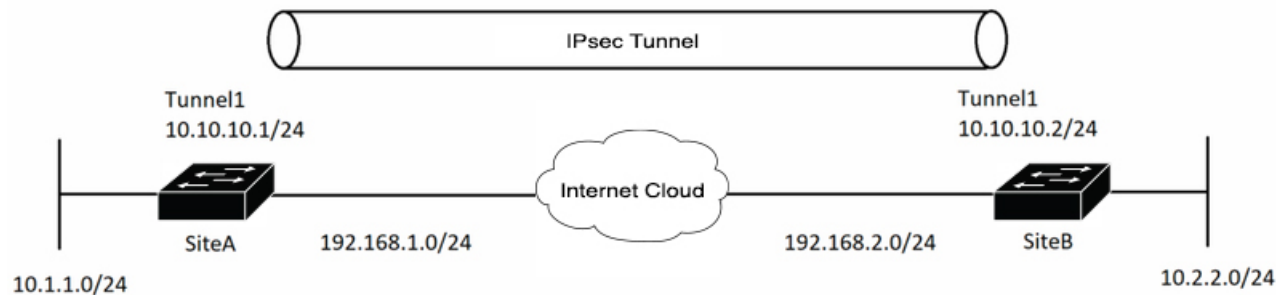 IPsec Tunnel
Tunnel1
10.10.10.1/24
Tunnel1
10.10.10.2/24
Internet Cloud
SiteA
192.168.1.0/24
192.168.2.0/24
SiteB
10.1.1.0/24
10.2.2.0/24